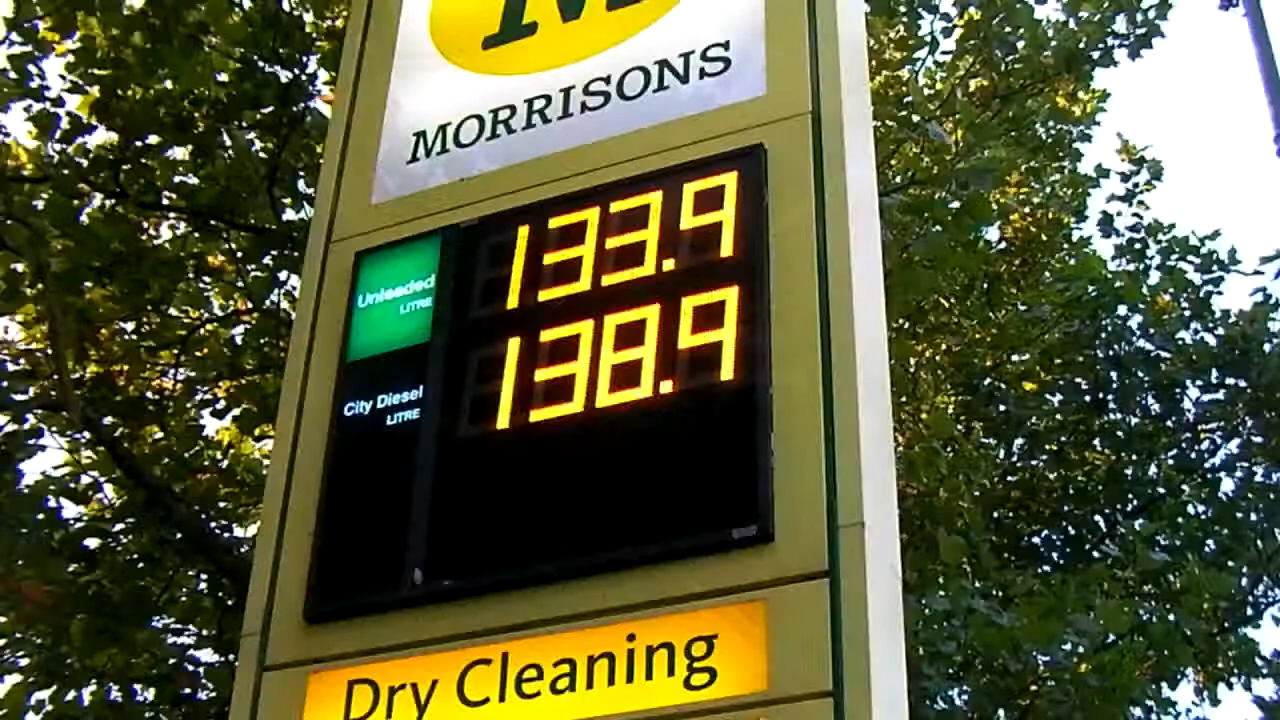 M
MORRISONS
133.9
Unleaded
LITRE
138.9
City Diesel
LITRE
Dry Cleaning